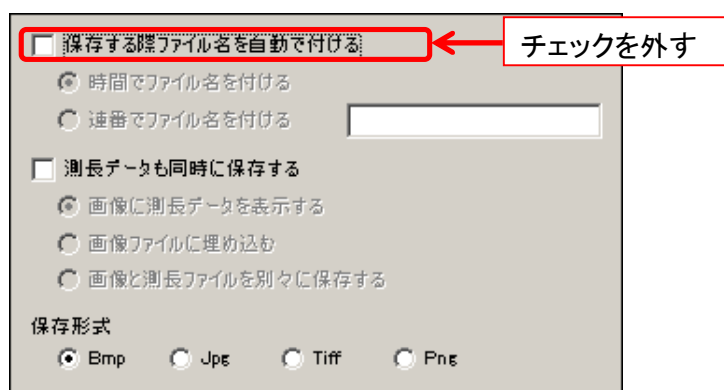 保存する際ファイル名を自動で付ける
チェックを外す
時間でファイル名を付ける
連番でファイル名を付ける
測長データも同時に保存する
画像に測長データを表示する
画像ファイルに埋め込む
画像と測長ファイルを別々に保存する
保存形式
Bmp Jpg Tiff Png